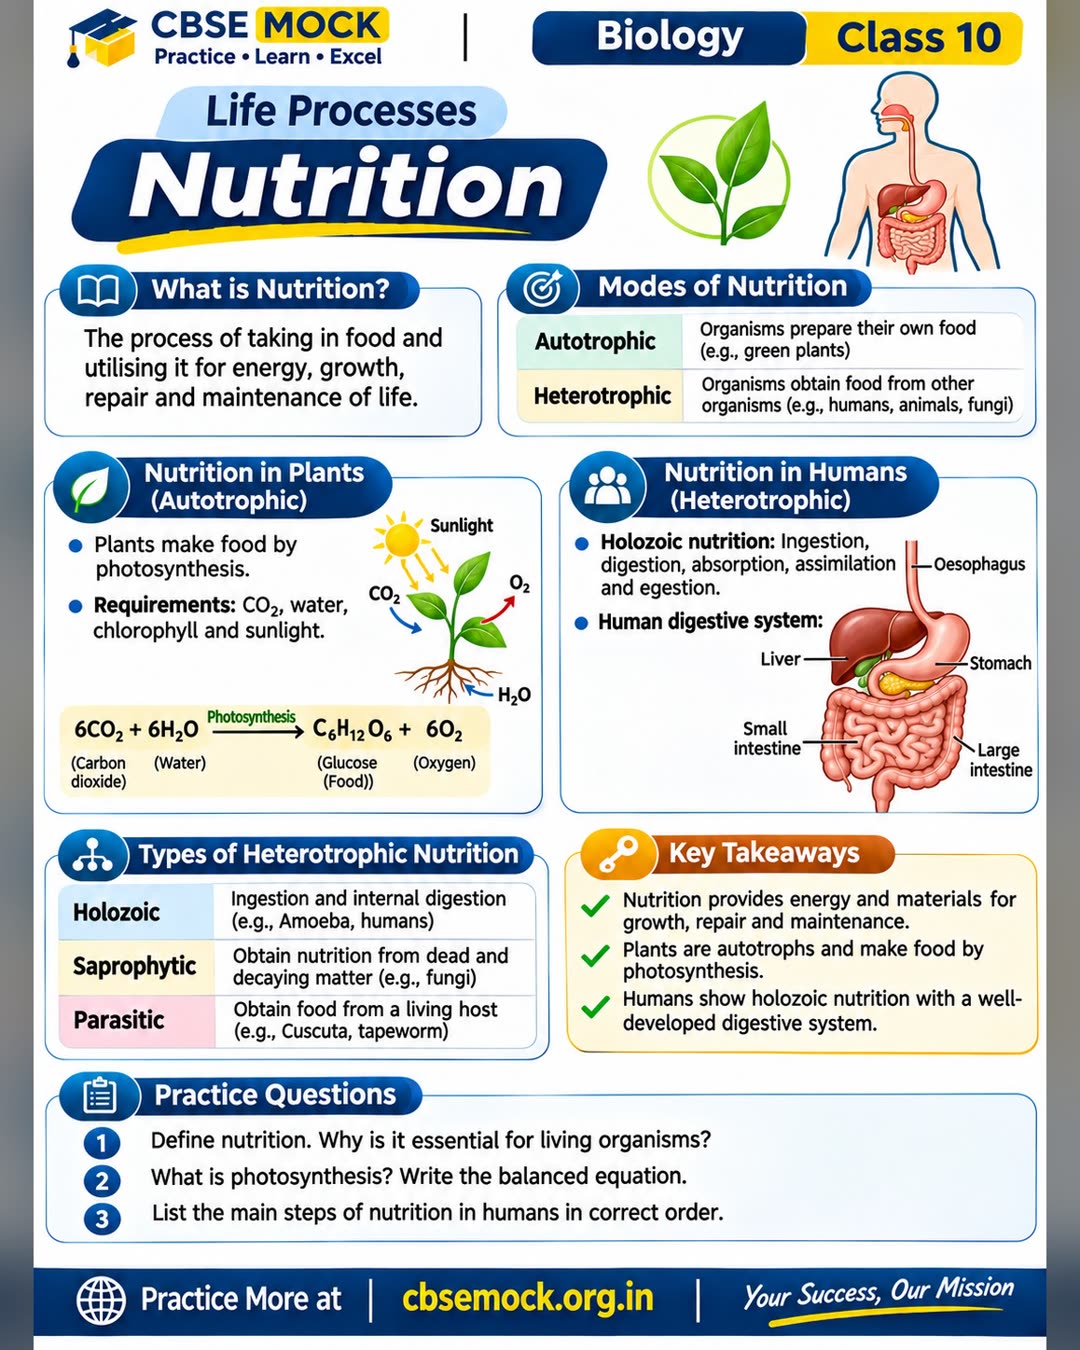 CBSE MOCK
Practice • Learn • Excel
Biology
Class 10
Life Processes
Nutrition
What is Nutrition?
The process of taking in food and
utilising it for energy, growth,
repair and maintenance of life.
Modes of Nutrition
Autotrophic
Organisms prepare their own food
(e.g., green plants)
Heterotrophic
Organisms obtain food from other
organisms (e.g., humans, animals, fungi)
Nutrition in Plants
(Autotrophic)
Plants make food by
photosynthesis.
Requirements: CO₂, water,
chlorophyll and sunlight.
Sunlight
CO₂
O₂
H₂O
6CO₂ + 6H₂O Photosynthesis C₆H₁₂O₆ + 6O₂
(Carbon
dioxide)
(Water)
(Glucose
(Food))
(Oxygen)
Nutrition in Humans
(Heterotrophic)
Holozoic nutrition: Ingestion,
digestion, absorption, assimilation
and egestion.
Human digestive system:
Oesophagus
Liver
Stomach
Small
intestine
Large
intestine
Types of Heterotrophic Nutrition
Holozoic
Ingestion and internal digestion
(e.g., Amoeba, humans)
Saprophytic
Obtain nutrition from dead and
decaying matter (e.g., fungi)
Parasitic
Obtain food from a living host
(e.g., Cuscuta, tapeworm)
Key Takeaways
Nutrition provides energy and materials for
growth, repair and maintenance.
Plants are autotrophs and make food by
photosynthesis.
Humans show holozoic nutrition with a well-
developed digestive system.
Practice Questions
1 Define nutrition. Why is it essential for living organisms?
2 What is photosynthesis? Write the balanced equation.
3 List the main steps of nutrition in humans in correct order.
Practice More at | cbsemock.org.in | Your Success, Our Mission